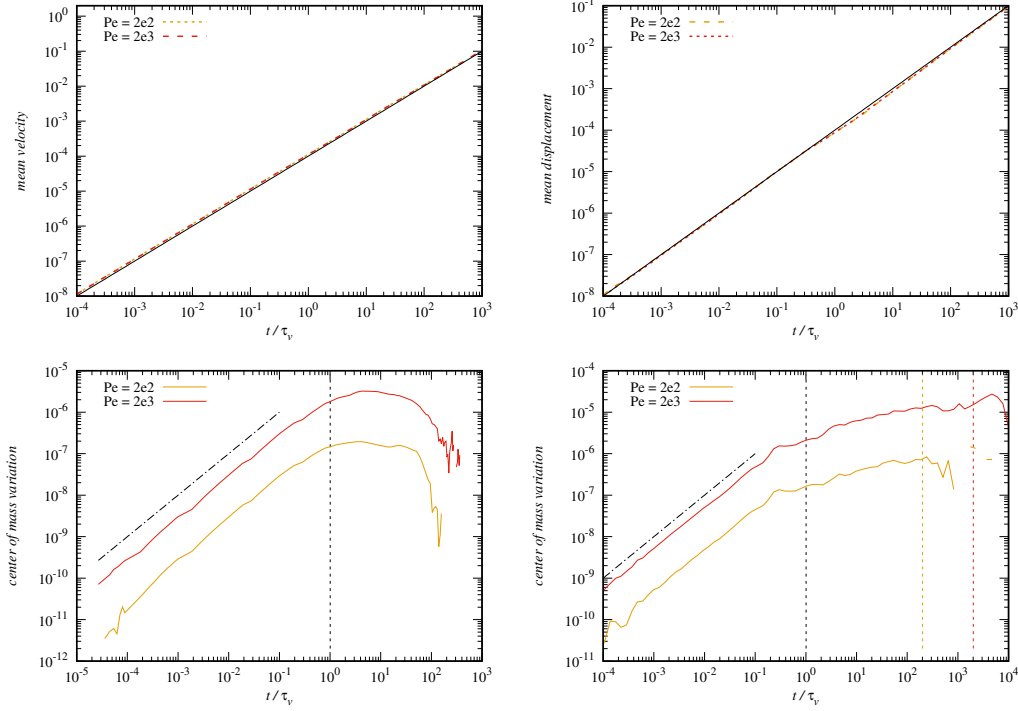 mean velocity
10^0
10^-1
10^-2
10^-3
10^-4
10^-5
10^-6
10^-7
10^-8
Pe = 2e2
Pe = 2e3
10^-4 10^-3 10^-2 10^-1 10^0 10^1 10^2 10^3
t / τ_v
mean displacement
10^-1
10^-2
10^-3
10^-4
10^-5
10^-6
10^-7
10^-8
Pe = 2e2
Pe = 2e3
10^-4 10^-3 10^-2 10^-1 10^0 10^1 10^2 10^3
t / τ_v
center of mass variation
10^-5
10^-6
10^-7
10^-8
10^-9
10^-10
10^-11
10^-12
Pe = 2e2
Pe = 2e3
10^-5 10^-4 10^-3 10^-2 10^-1 10^0 10^1 10^2 10^3
t / τ_v
center of mass variation
10^-4
10^-5
10^-6
10^-7
10^-8
10^-9
10^-10
10^-11
Pe = 2e2
Pe = 2e3
10^-4 10^-3 10^-2 10^-1 10^0 10^1 10^2 10^3 10^4
t / τ_v